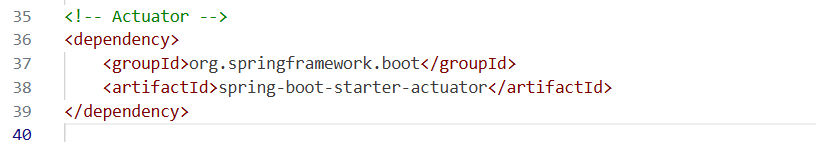 35 <!-- Actuator -->
36 <dependency>
37 <groupId>org.springframework.boot</groupId>
38 <artifactId>spring-boot-starter-actuator</artifactId>
39 </dependency>
40